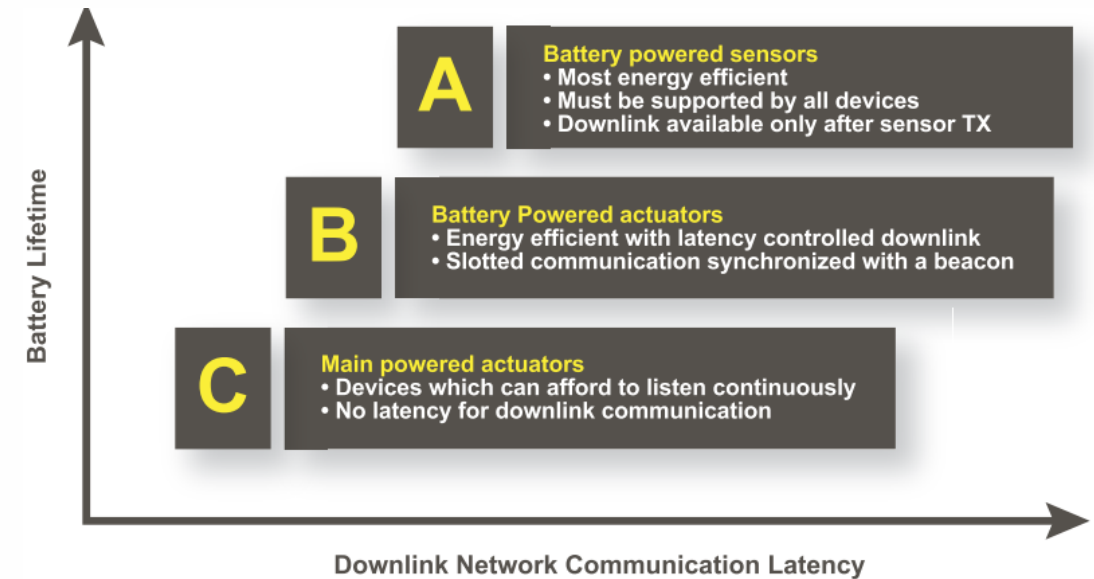 Battery Lifetime
A
Battery powered sensors
• Most energy efficient
• Must be supported by all devices
• Downlink available only after sensor TX
B
Battery Powered actuators
• Energy efficient with latency controlled downlink
• Slotted communication synchronized with a beacon
C
Main powered actuators
• Devices which can afford to listen continuously
• No latency for downlink communication
Downlink Network Communication Latency